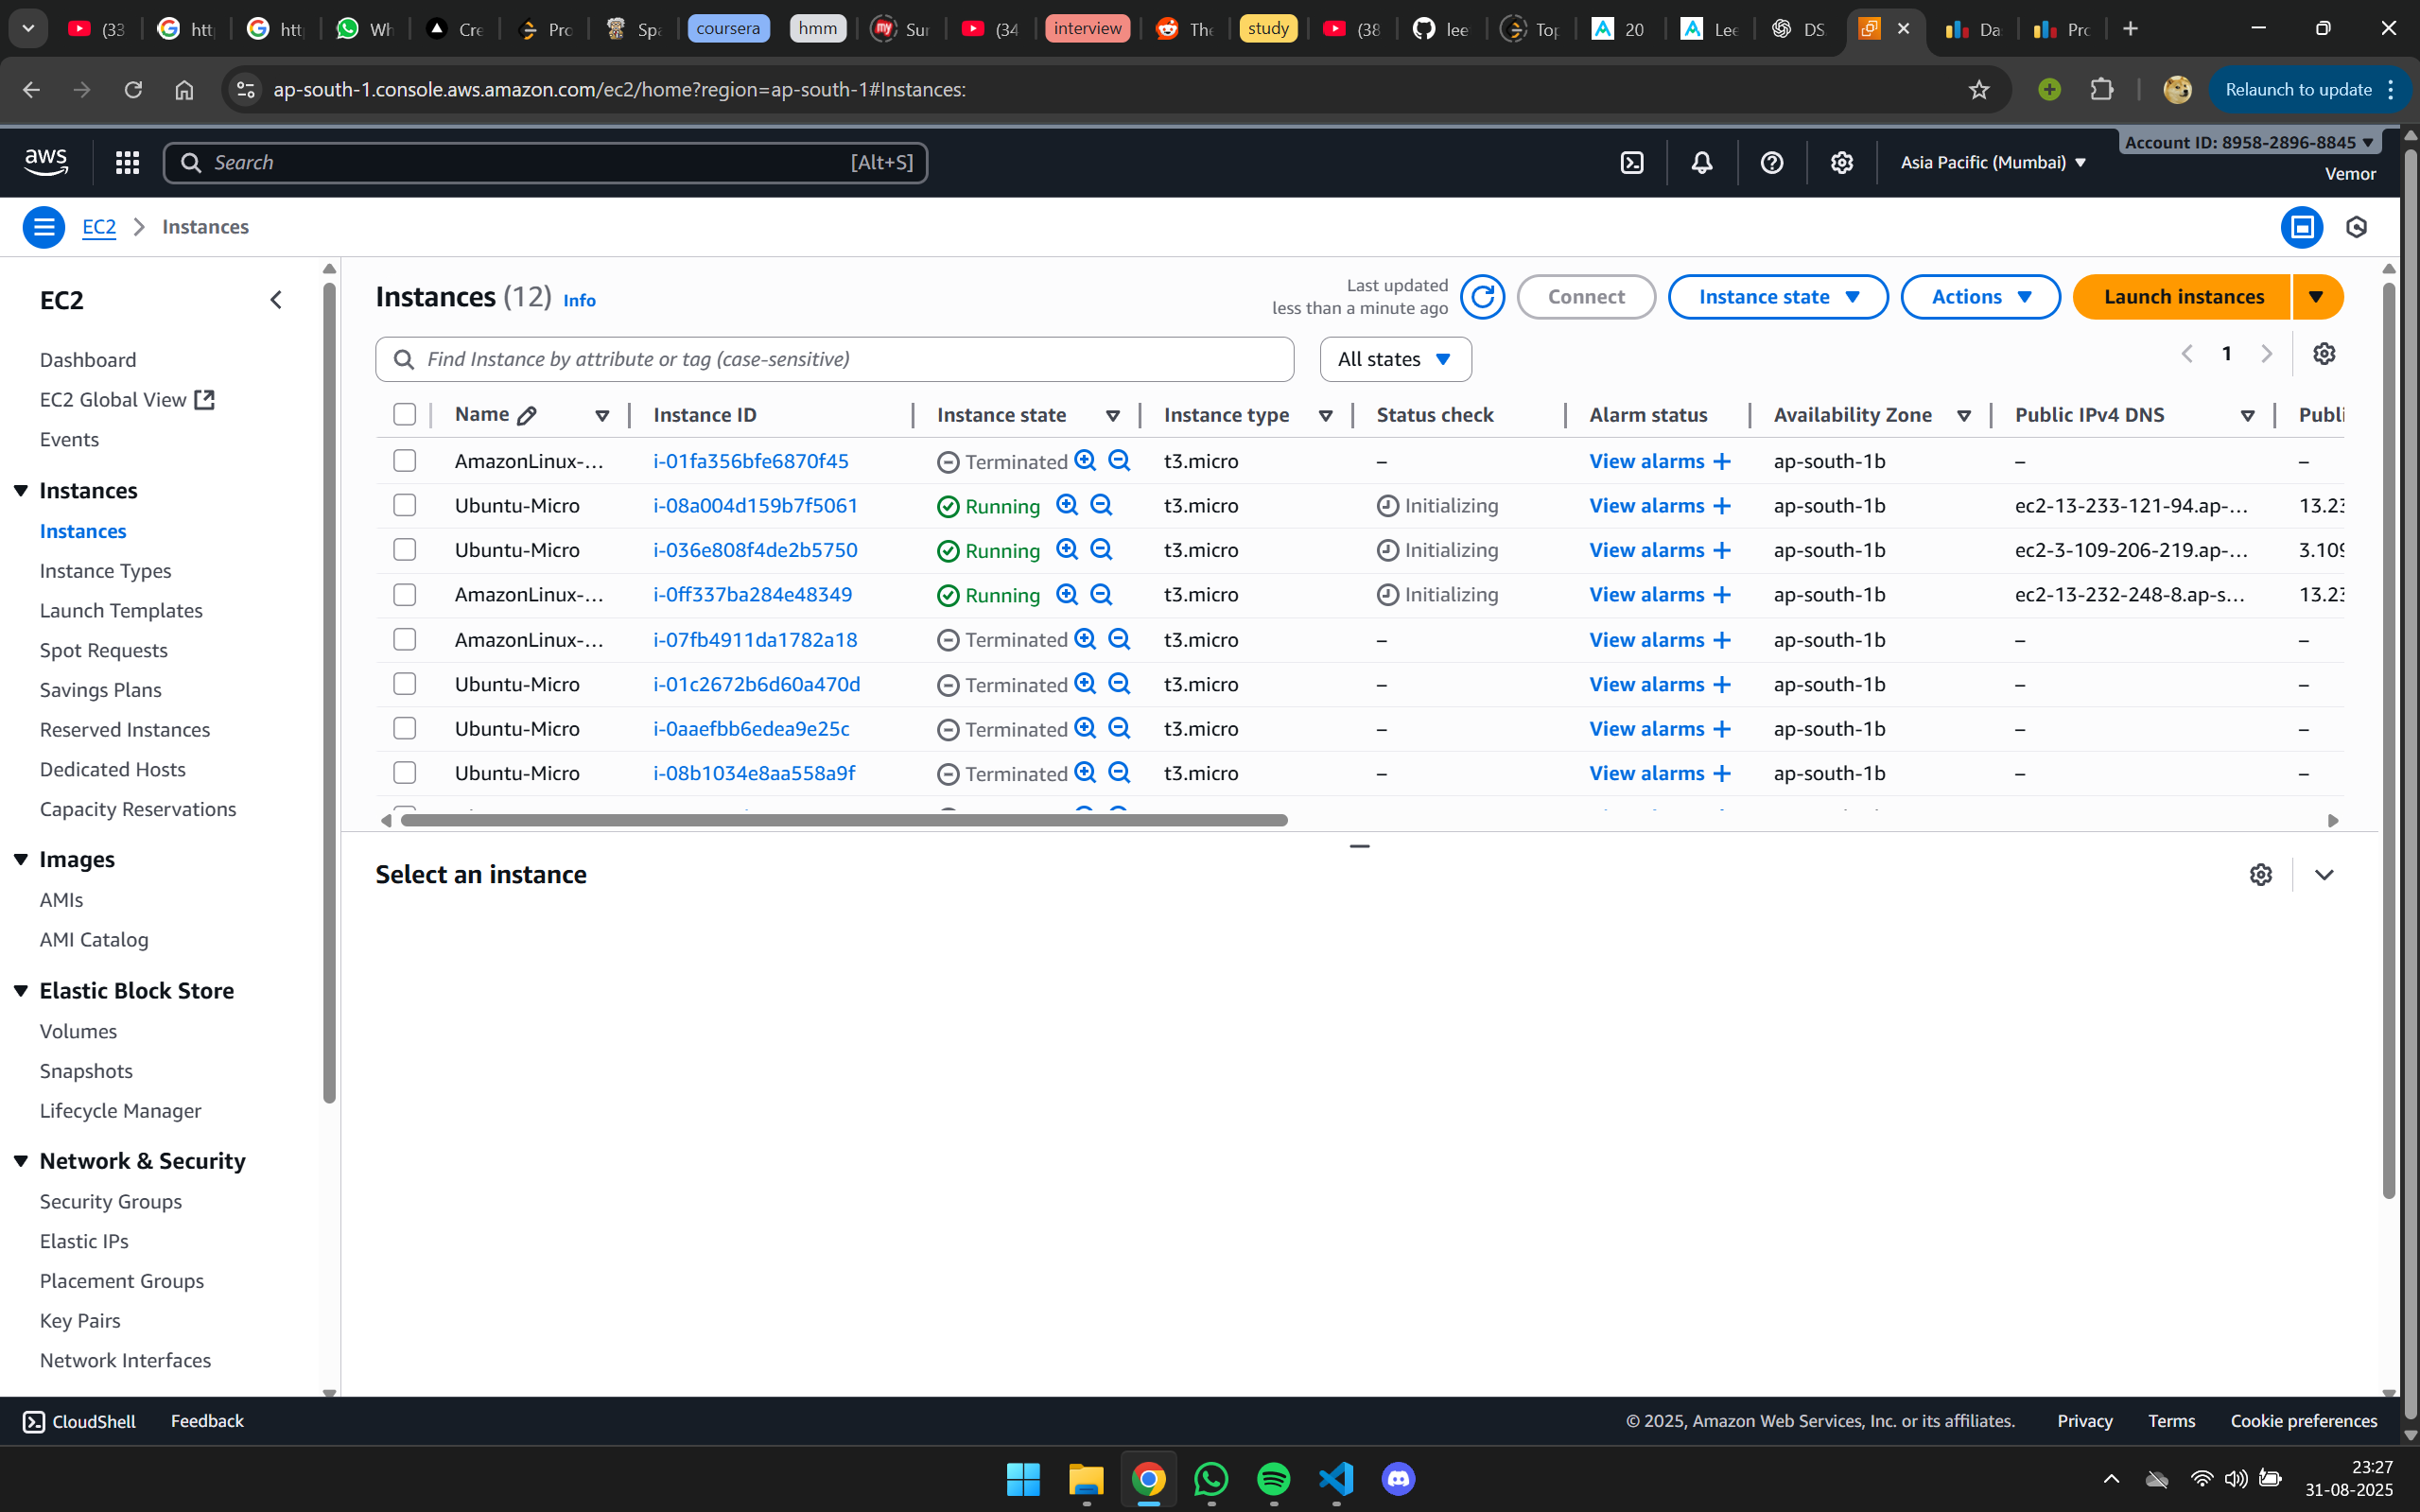 (33
http
http
Wh
Cre
Pro
Spa
coursera
hmm
Sur
(34
interview
The
study
(38
lee
Top
20
Lee
DS
Da
Pro
ap-south-1.console.aws.amazon.com/ec2/home?region=ap-south-1#Instances:
Relaunch to update
aws
Search
[Alt+S]
Asia Pacific (Mumbai)
Account ID: 8958-2896-8845
Vemor
EC2
Instances
EC2
Dashboard
EC2 Global View
Events
Instances
Instances
Instance Types
Launch Templates
Spot Requests
Savings Plans
Reserved Instances
Dedicated Hosts
Capacity Reservations
Images
AMIs
AMI Catalog
Elastic Block Store
Volumes
Snapshots
Lifecycle Manager
Network & Security
Security Groups
Elastic IPs
Placement Groups
Key Pairs
Network Interfaces
Instances (12) Info
Last updated
less than a minute ago
Connect
Instance state
Actions
Launch instances
Find Instance by attribute or tag (case-sensitive)
All states
1
Name Instance ID Instance state Instance type Status check Alarm status Availability Zone Public IPv4 DNS Publi
AmazonLinux-... i-01fa356bfe6870f45 Terminated t3.micro – View alarms + ap-south-1b – –
Ubuntu-Micro i-08a004d159b7f5061 Running t3.micro Initializing View alarms + ap-south-1b ec2-13-233-121-94.ap-... 13.23
Ubuntu-Micro i-036e808f4de2b5750 Running t3.micro Initializing View alarms + ap-south-1b ec2-3-109-206-219.ap-... 3.109
AmazonLinux-... i-0ff337ba284e48349 Running t3.micro Initializing View alarms + ap-south-1b ec2-13-232-248-8.ap-s... 13.23
AmazonLinux-... i-07fb4911da1782a18 Terminated t3.micro – View alarms + ap-south-1b – –
Ubuntu-Micro i-01c2672b6d60a470d Terminated t3.micro – View alarms + ap-south-1b – –
Ubuntu-Micro i-0aaefbb6edea9e25c Terminated t3.micro – View alarms + ap-south-1b – –
Ubuntu-Micro i-08b1034e8aa558a9f Terminated t3.micro – View alarms + ap-south-1b – –
Select an instance
CloudShell
Feedback
© 2025, Amazon Web Services, Inc. or its affiliates.
Privacy
Terms
Cookie preferences
23:27
31-08-2025